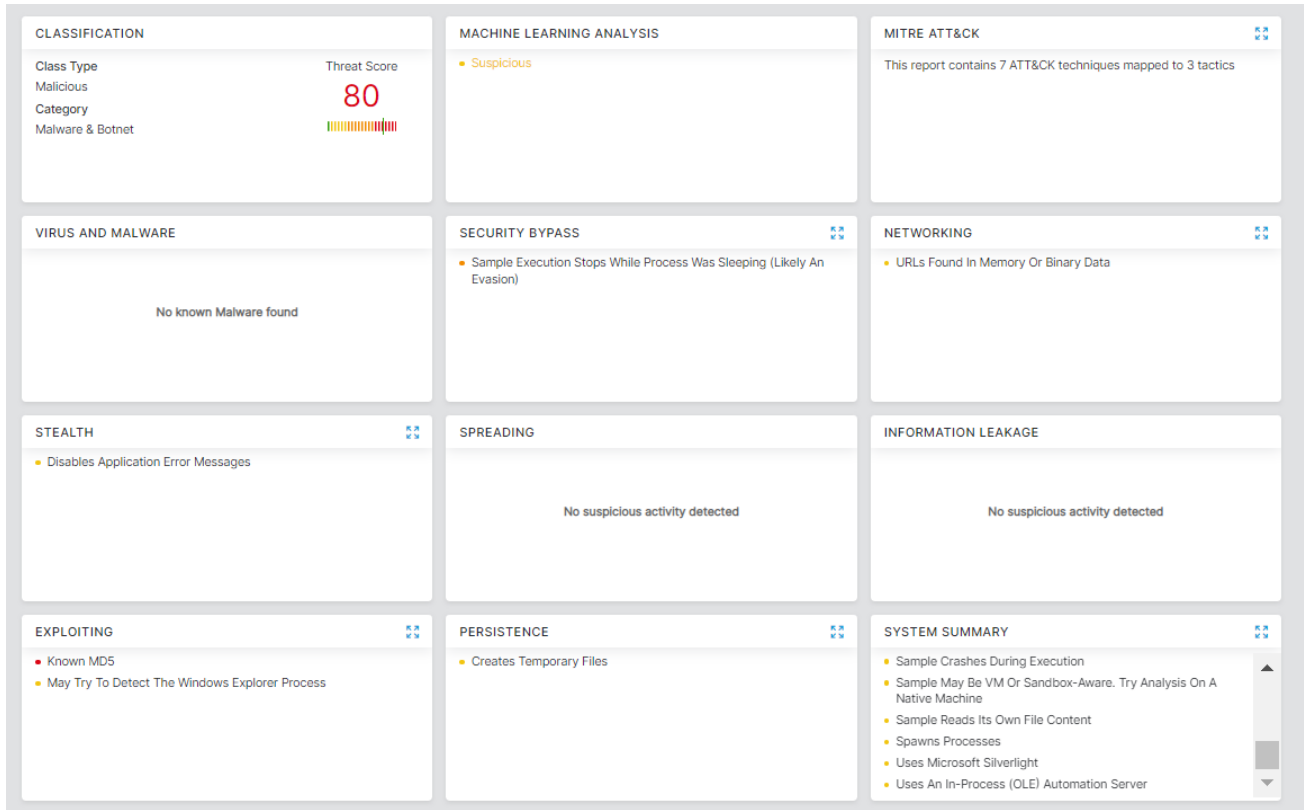 CLASSIFICATION
Class Type
Malicious
Category
Malware & Botnet
Threat Score
80
MACHINE LEARNING ANALYSIS
Suspicious
MITRE ATT&CK
This report contains 7 ATT&CK techniques mapped to 3 tactics
VIRUS AND MALWARE
No known Malware found
SECURITY BYPASS
Sample Execution Stops While Process Was Sleeping (Likely An
Evasion)
NETWORKING
URLs Found In Memory Or Binary Data
STEALTH
Disables Application Error Messages
SPREADING
No suspicious activity detected
INFORMATION LEAKAGE
No suspicious activity detected
EXPLOITING
Known MD5
May Try To Detect The Windows Explorer Process
PERSISTENCE
Creates Temporary Files
SYSTEM SUMMARY
Sample Crashes During Execution
Sample May Be VM Or Sandbox-Aware. Try Analysis On A
Native Machine
Sample Reads Its Own File Content
Spawns Processes
Uses Microsoft Silverlight
Uses An In-Process (OLE) Automation Server